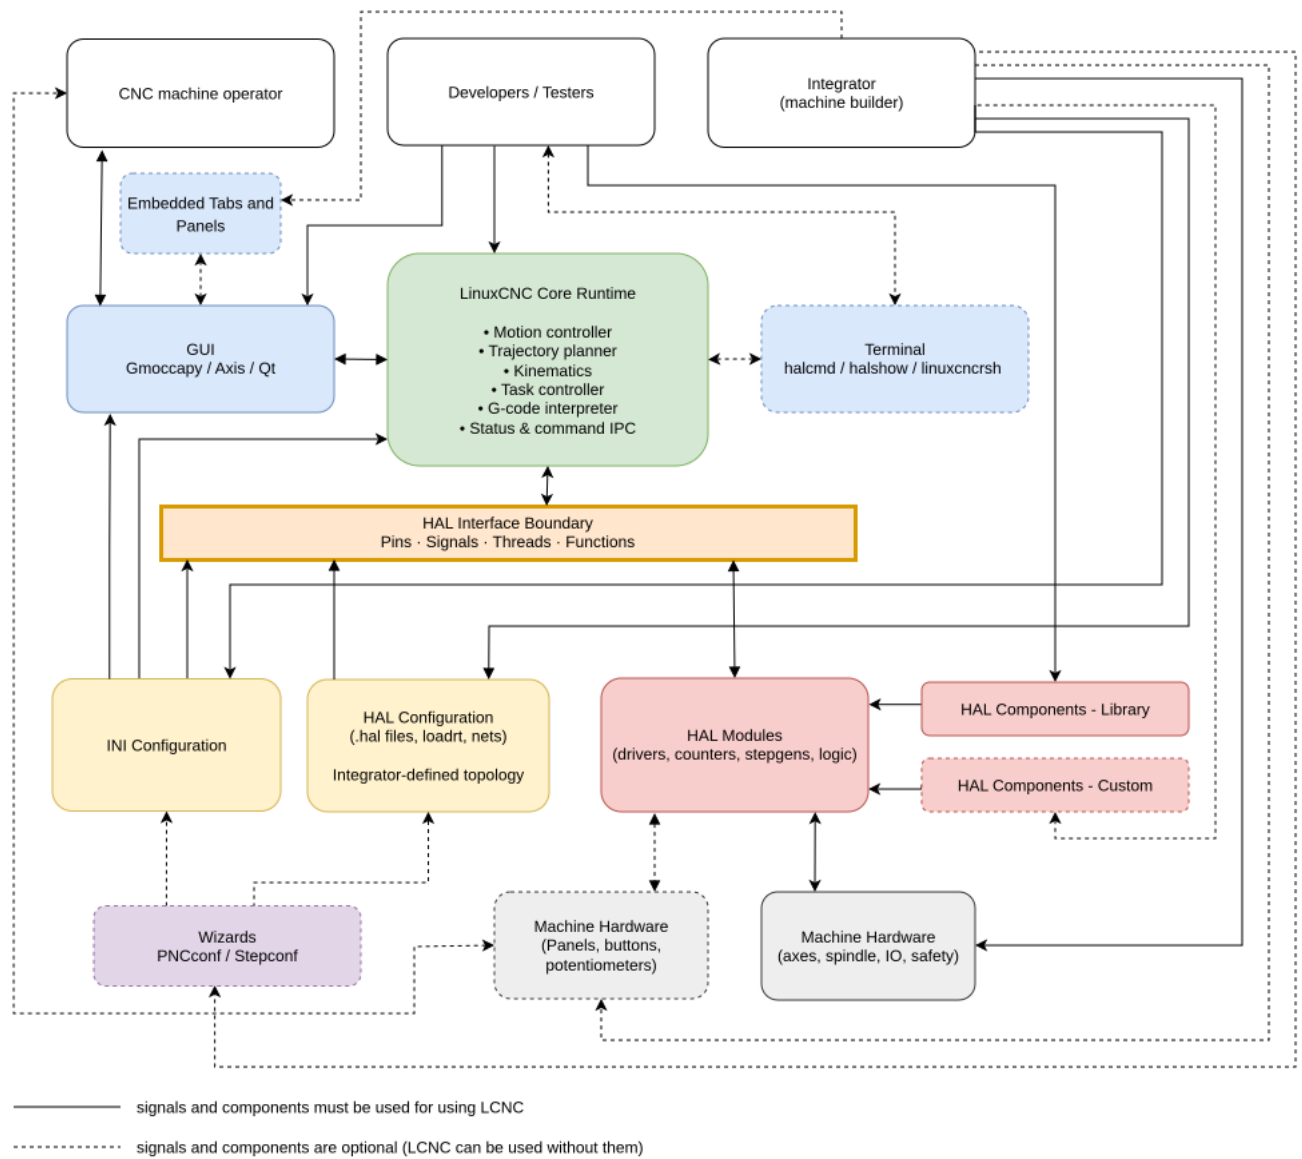 CNC machine operator
Developers / Testers
Integrator
(machine builder)
Embedded Tabs and
Panels
GUI
Gmoccapy / Axis / Qt
LinuxCNC Core Runtime
• Motion controller
• Trajectory planner
• Kinematics
• Task controller
• G-code interpreter
• Status & command IPC
Terminal
halcmd / halshow / linuxcncrsh
HAL Interface Boundary
Pins · Signals · Threads · Functions
INI Configuration
HAL Configuration
(.hal files, loadrt, nets)
Integrator-defined topology
HAL Modules
(drivers, counters, stepgens, logic)
HAL Components - Library
HAL Components - Custom
Wizards
PNCconf / Stepconf
Machine Hardware
(Panels, buttons,
potentiometers)
Machine Hardware
(axes, spindle, IO, safety)
signals and components must be used for using LCNC
signals and components are optional (LCNC can be used without them)